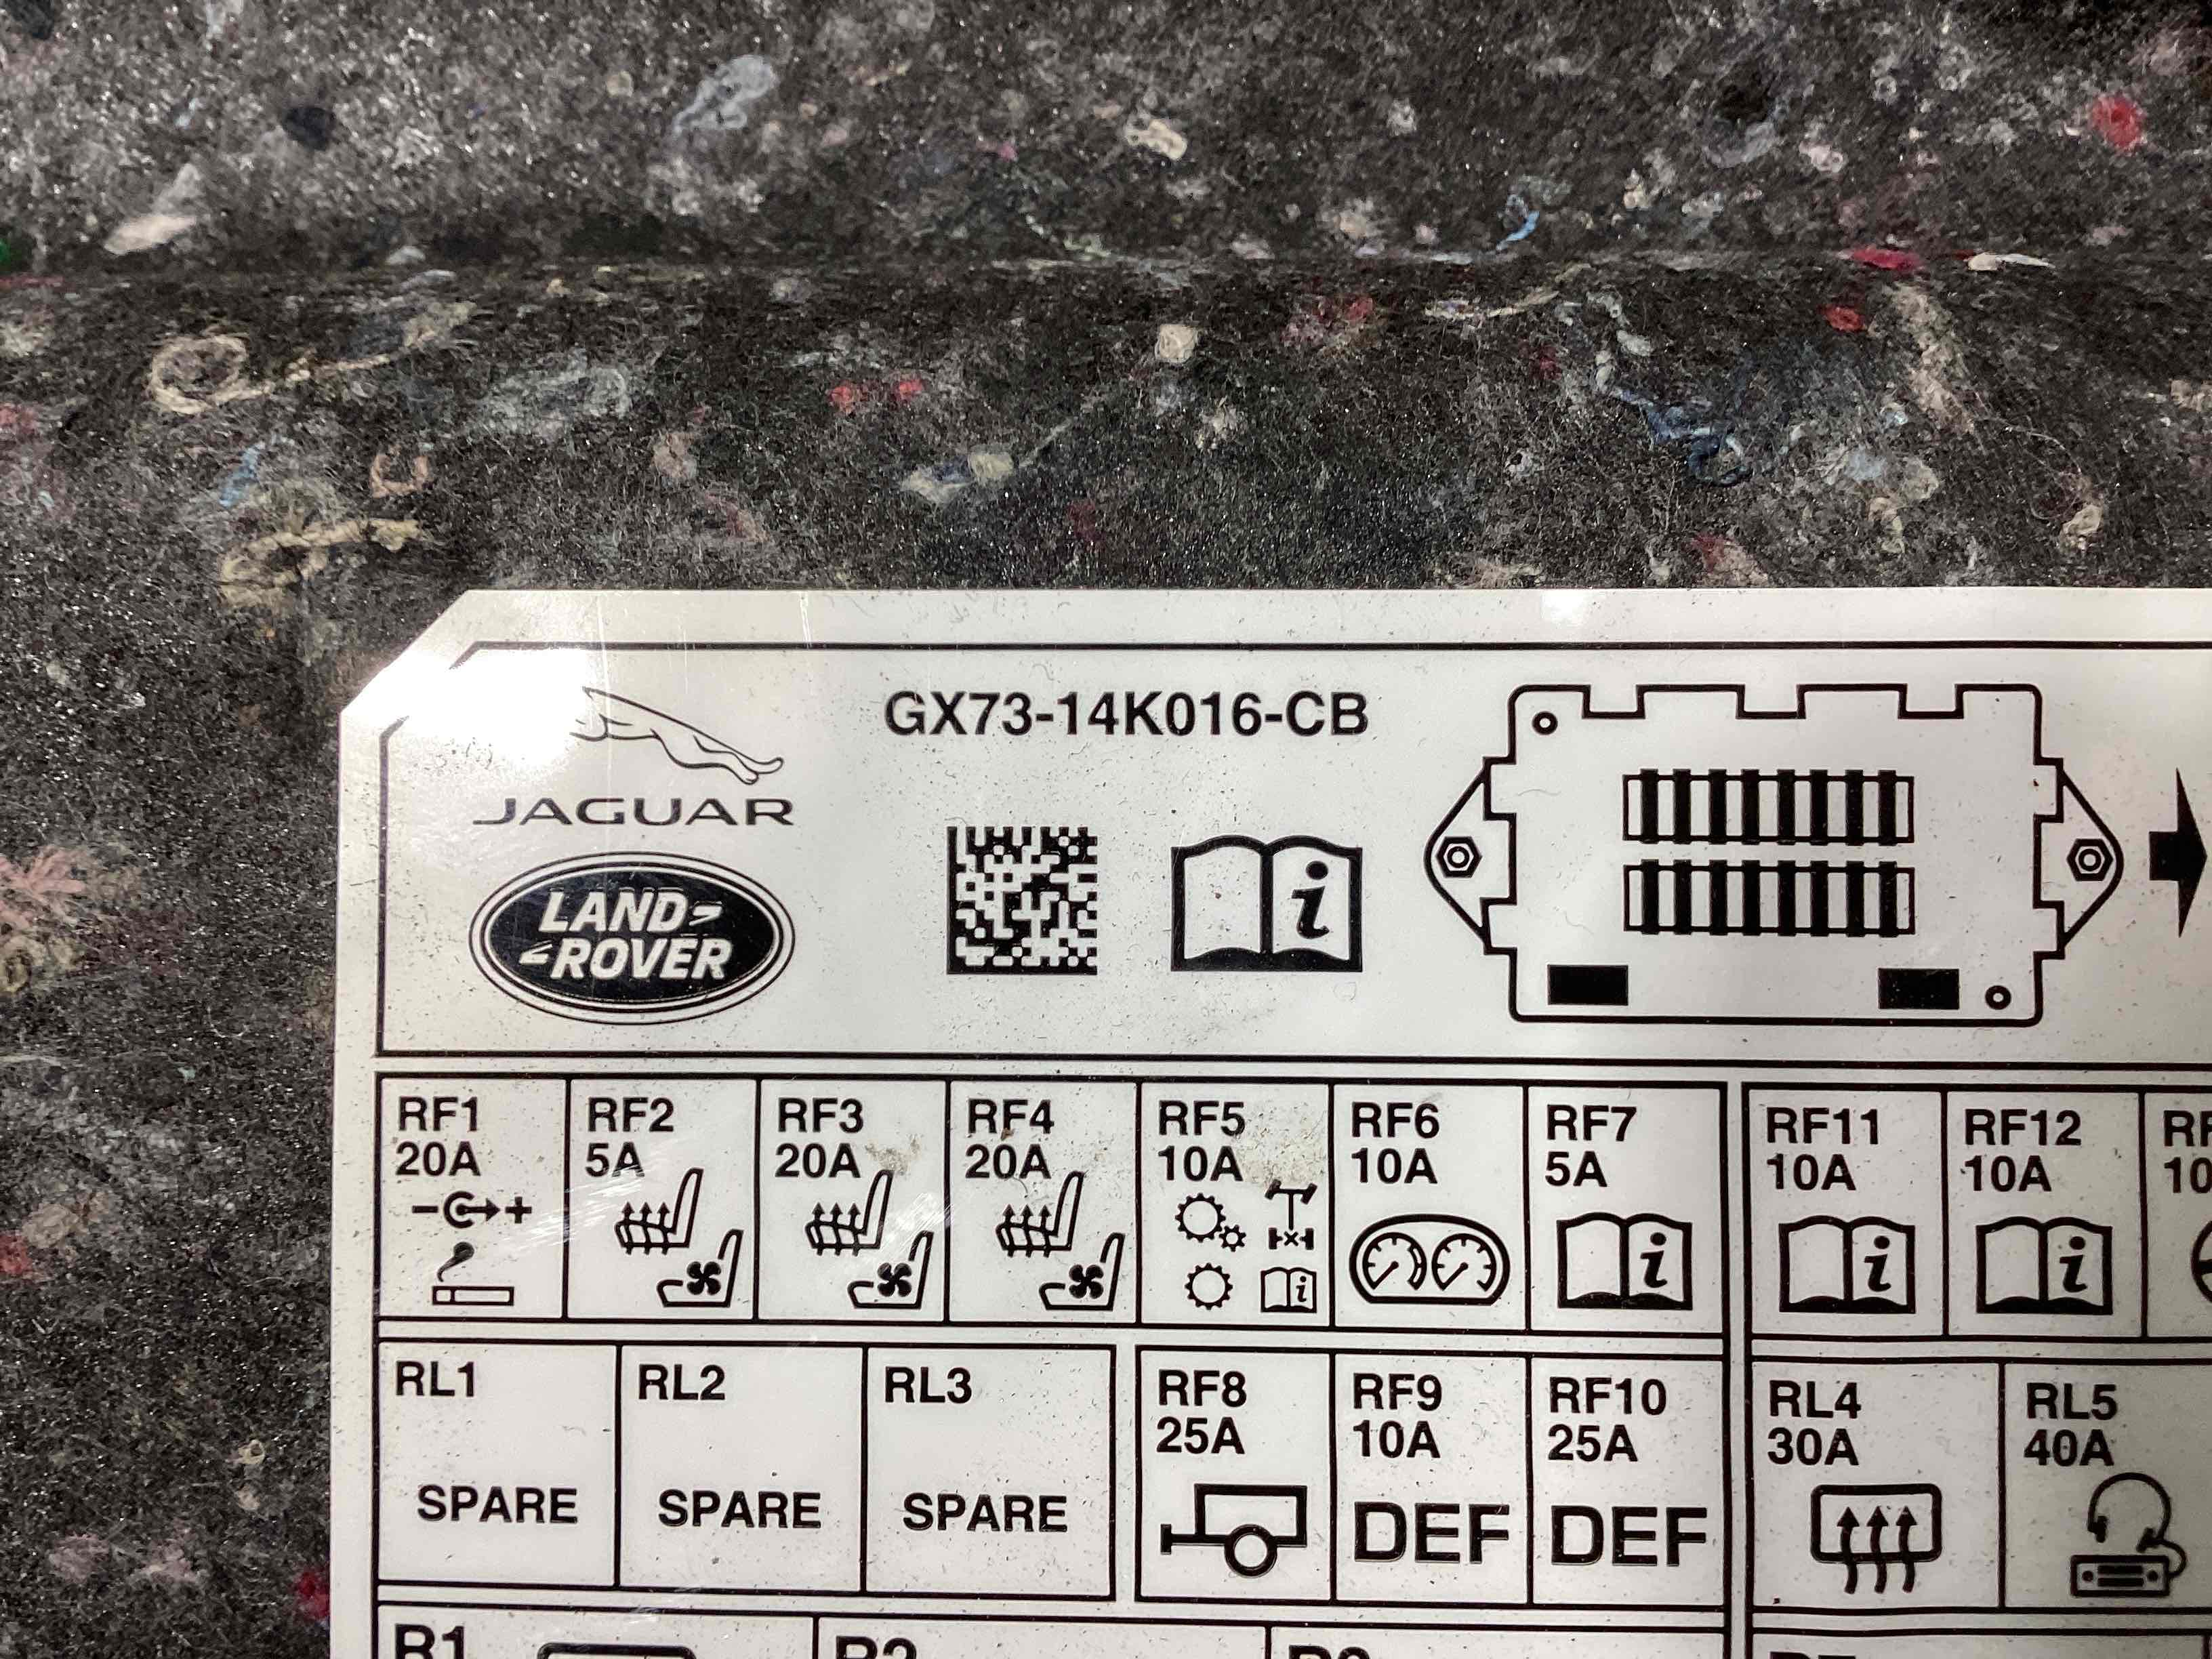 GX73-14K016-CB
JAGUAR
LAND
ROVER
RF1
20A
RF2
5A
RF3
20A
RF4
20A
RF5
10A
RF6
10A
RF7
5A
RF11
10A
RF12
10A
RL1
SPARE
RL2
SPARE
RL3
SPARE
RF8
25A
RF9
10A
DEF
RF10
25A
DEF
RL4
30A
RL5
40A
R1
R2